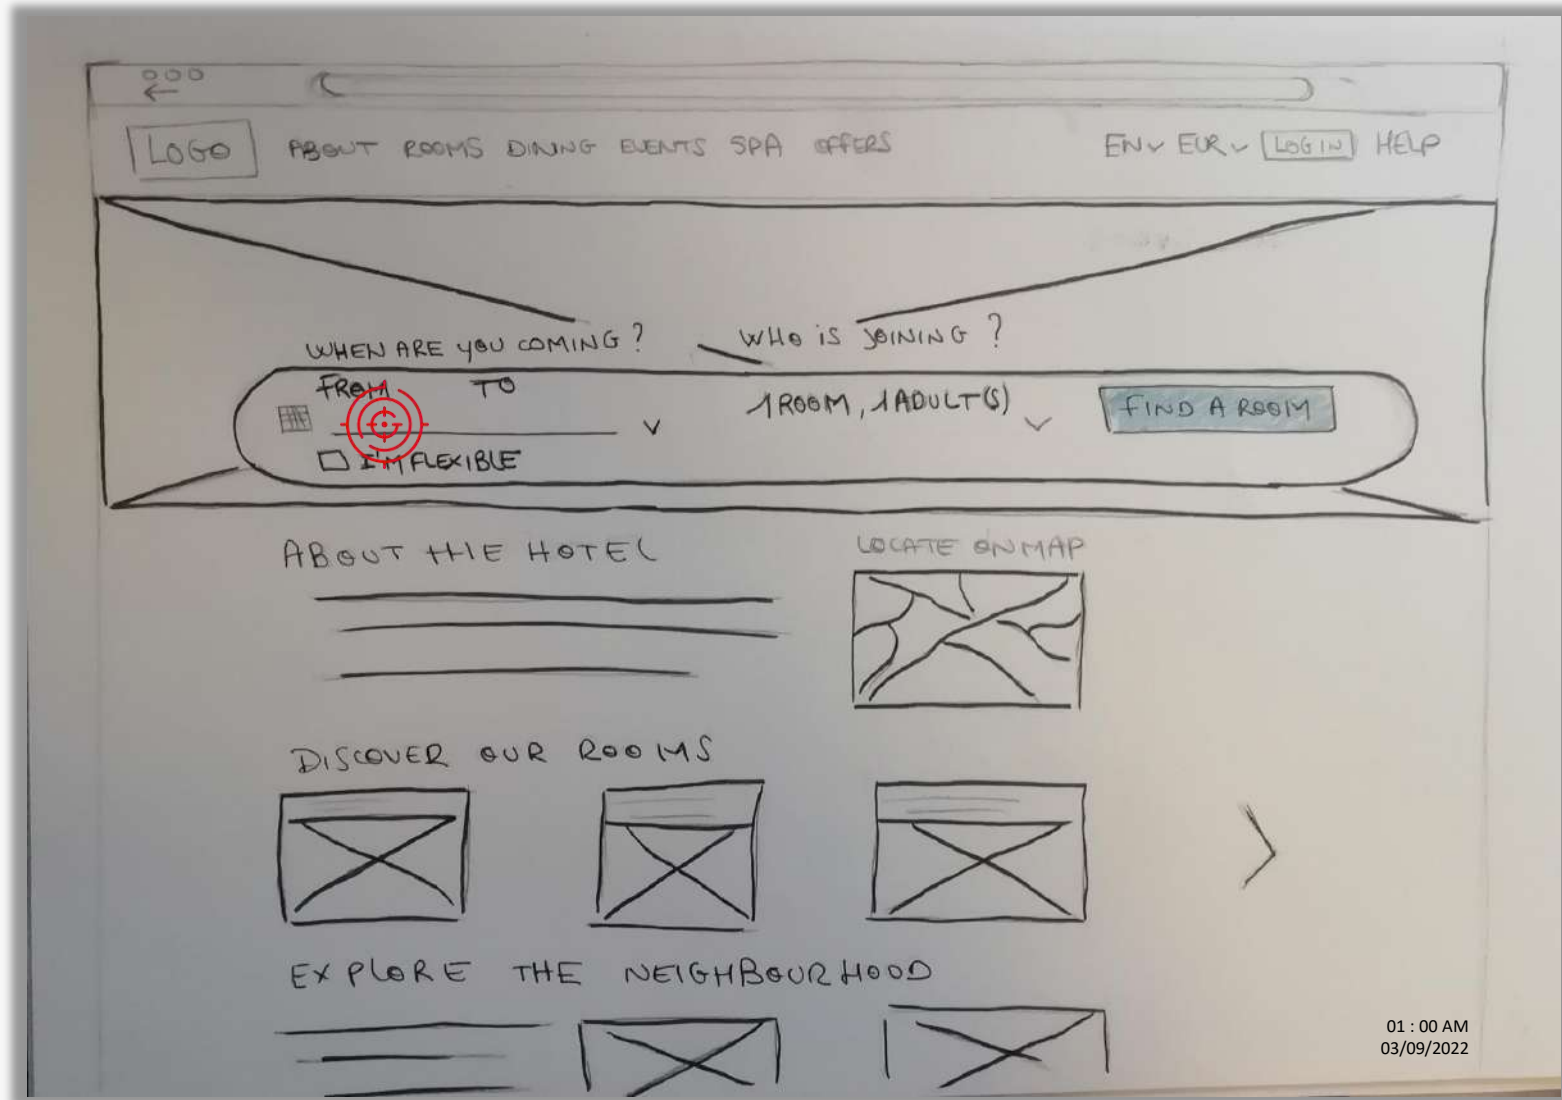 LOGO ABOUT ROOMS DINING EVENTS SPA OFFERS EN EUR LOG IN HELP
WHEN ARE YOU COMING? WHO IS JOINING?
FROM TO
1 ROOM, 1 ADULT(S) FIND A ROOM
I'M FLEXIBLE
ABOUT THE HOTEL LOCATE ON MAP
DISCOVER OUR ROOMS
EXPLORE THE NEIGHBOURHOOD
01 : 00 AM
03/09/2022